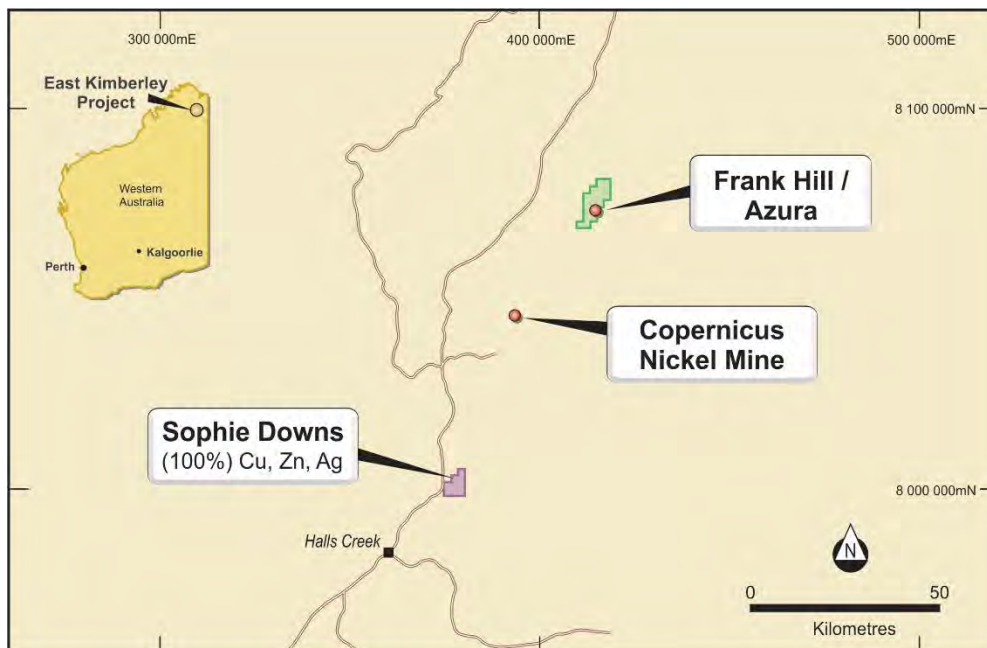 300 000mE
400 000mE
500 000mE
East Kimberley
Project
8 100 000mN
Western
Australia
Kalgoorlie
Perth
Frank Hill /
Azura
Copernicus
Nickel Mine
Sophie Downs
(100%) Cu, Zn, Ag
8 000 000mN
Halls Creek
N
0
50
Kilometres